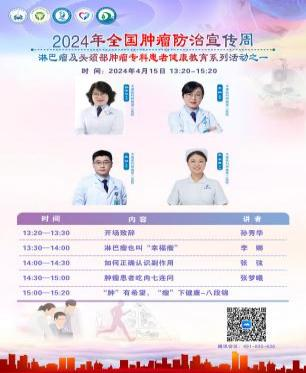 2024年全国肿瘤防治宣传周
淋巴瘤及头颈部肿瘤专科患者健康教育系列活动之一
时 间：2024年4月15日 13:20-15:20
时 间 内 容 讲 者
13:20--13:30 开场致辞 孙秀华
13:30--14:00 淋巴瘤也叫“幸福瘤” 李 娜
14:00--14:30 如何正确认识副作用 张 弦
14:30--15:00 肿瘤患者吃肉七连问 张梦曦
15:00--15:20 “肿”有希望，“瘤”下健康-八段锦